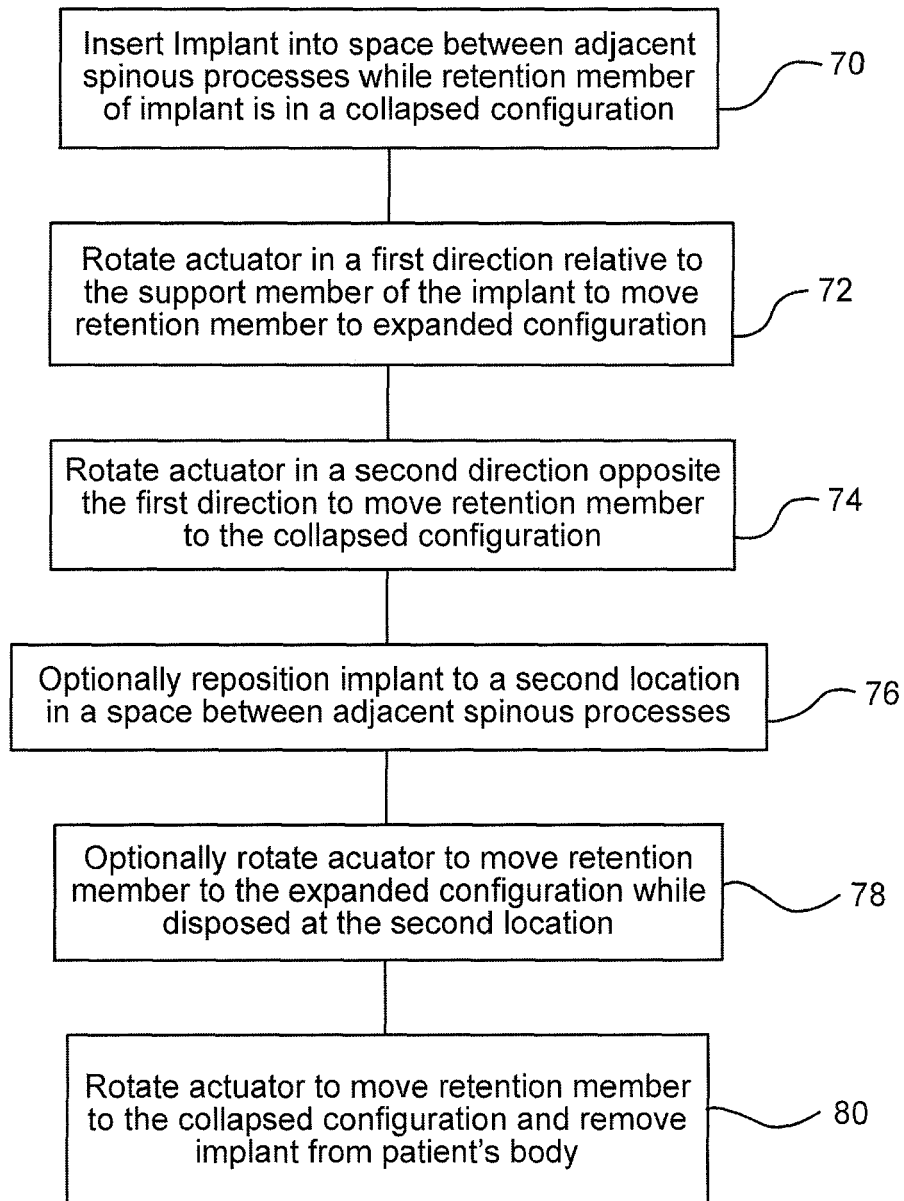 Insert Implant into space between adjacent
spinous processes while retention member
of implant is in a collapsed configuration
70
Rotate actuator in a first direction relative to
the support member of the implant to move
retention member to expanded configuration
72
Rotate actuator in a second direction opposite
the first direction to move retention member
to the collapsed configuration
74
Optionally reposition implant to a second location
in a space between adjacent spinous processes
76
Optionally rotate acuator to move retention
member to the expanded configuration while
disposed at the second location
78
Rotate actuator to move retention member
to the collapsed configuration and remove
implant from patient's body
80